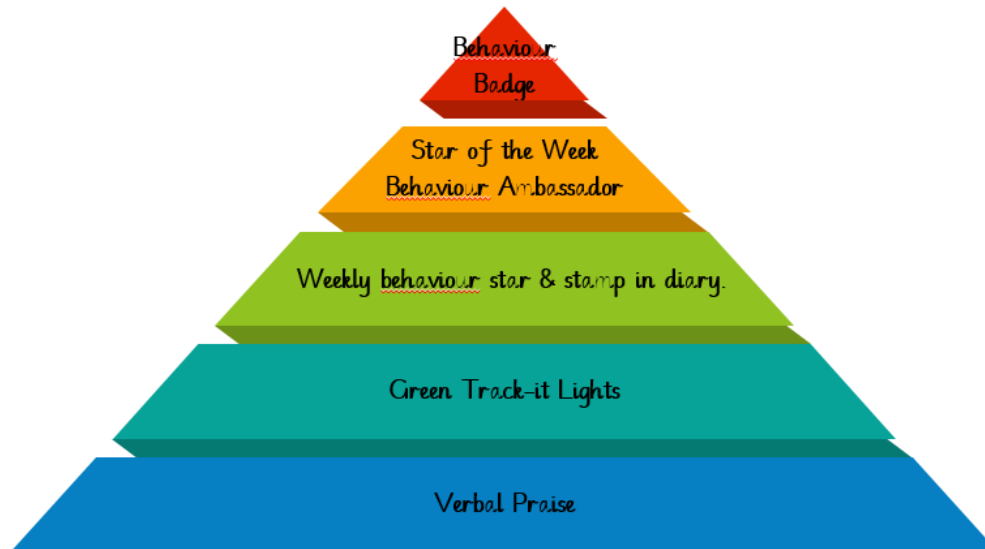 Behaviour
Badge
Star of the Week
Behaviour Ambassador
Weekly behaviour star & stamp in diary.
Green Track-it Lights
Verbal Praise